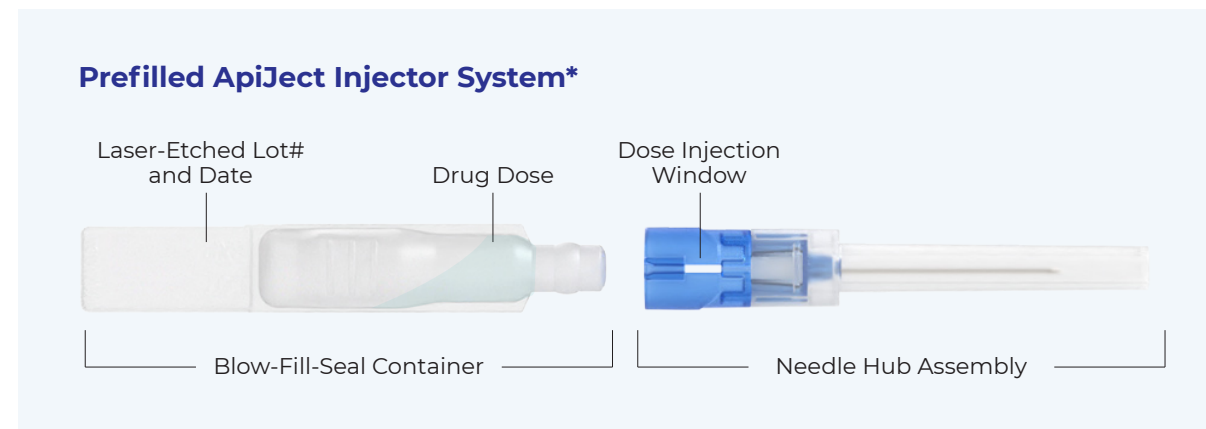 Prefilled ApiJect Injector System*
Laser-Etched Lot#
and Date
Drug Dose
Dose Injection
Window
Blow-Fill-Seal Container
Needle Hub Assembly